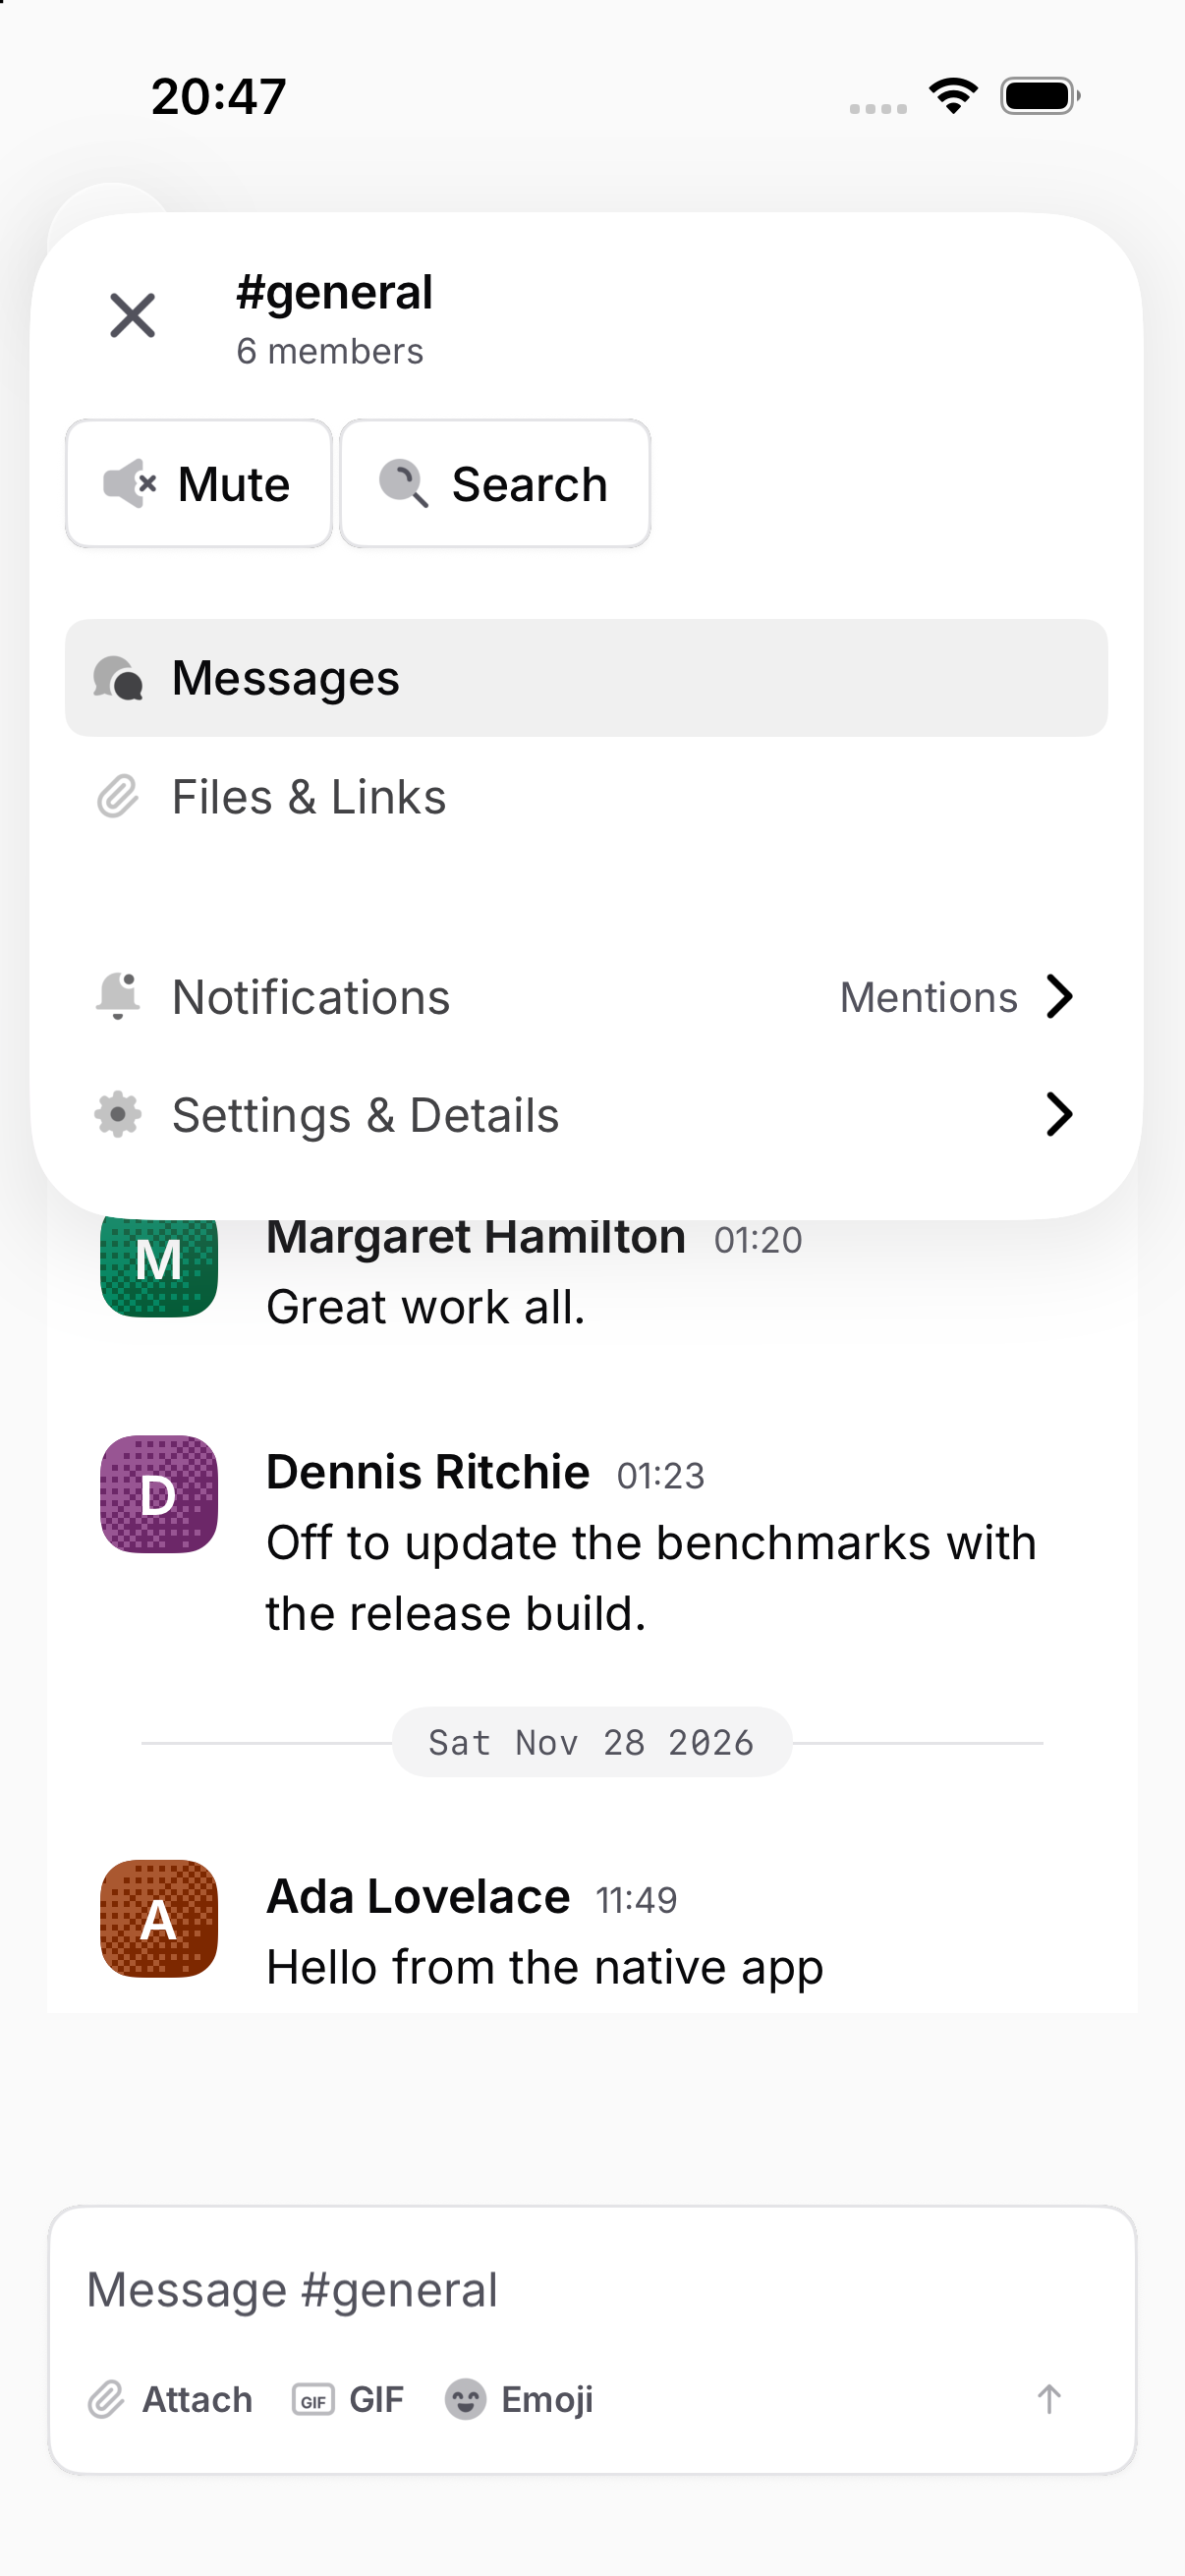 20:47
#general
6 members
Mute
Search
Messages
Files & Links
Notifications
Mentions
Settings & Details
M
Margaret Hamilton 01:20
Great work all.
D
Dennis Ritchie 01:23
Off to update the benchmarks with
the release build.
Sat Nov 28 2026
A
Ada Lovelace 11:49
Hello from the native app
Message #general
Attach
GIF GIF
Emoji